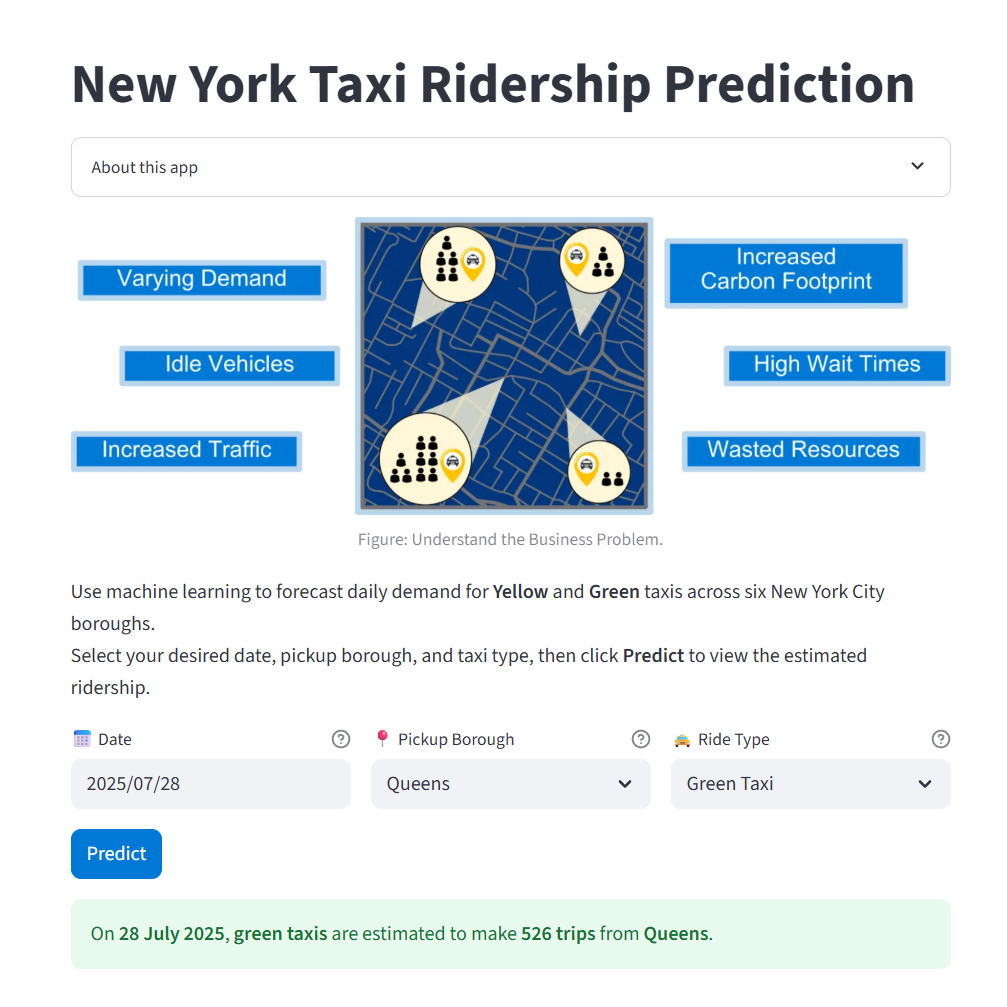 New York Taxi Ridership Prediction
About this app
Varying Demand
Idle Vehicles
Increased Traffic
Increased
Carbon Footprint
High Wait Times
Wasted Resources
Figure: Understand the Business Problem.
Use machine learning to forecast daily demand for Yellow and Green taxis across six New York City
boroughs.
Select your desired date, pickup borough, and taxi type, then click Predict to view the estimated
ridership.
Date
Pickup Borough
Ride Type
2025/07/28
Queens
Green Taxi
Predict
On 28 July 2025, green taxis are estimated to make 526 trips from Queens.